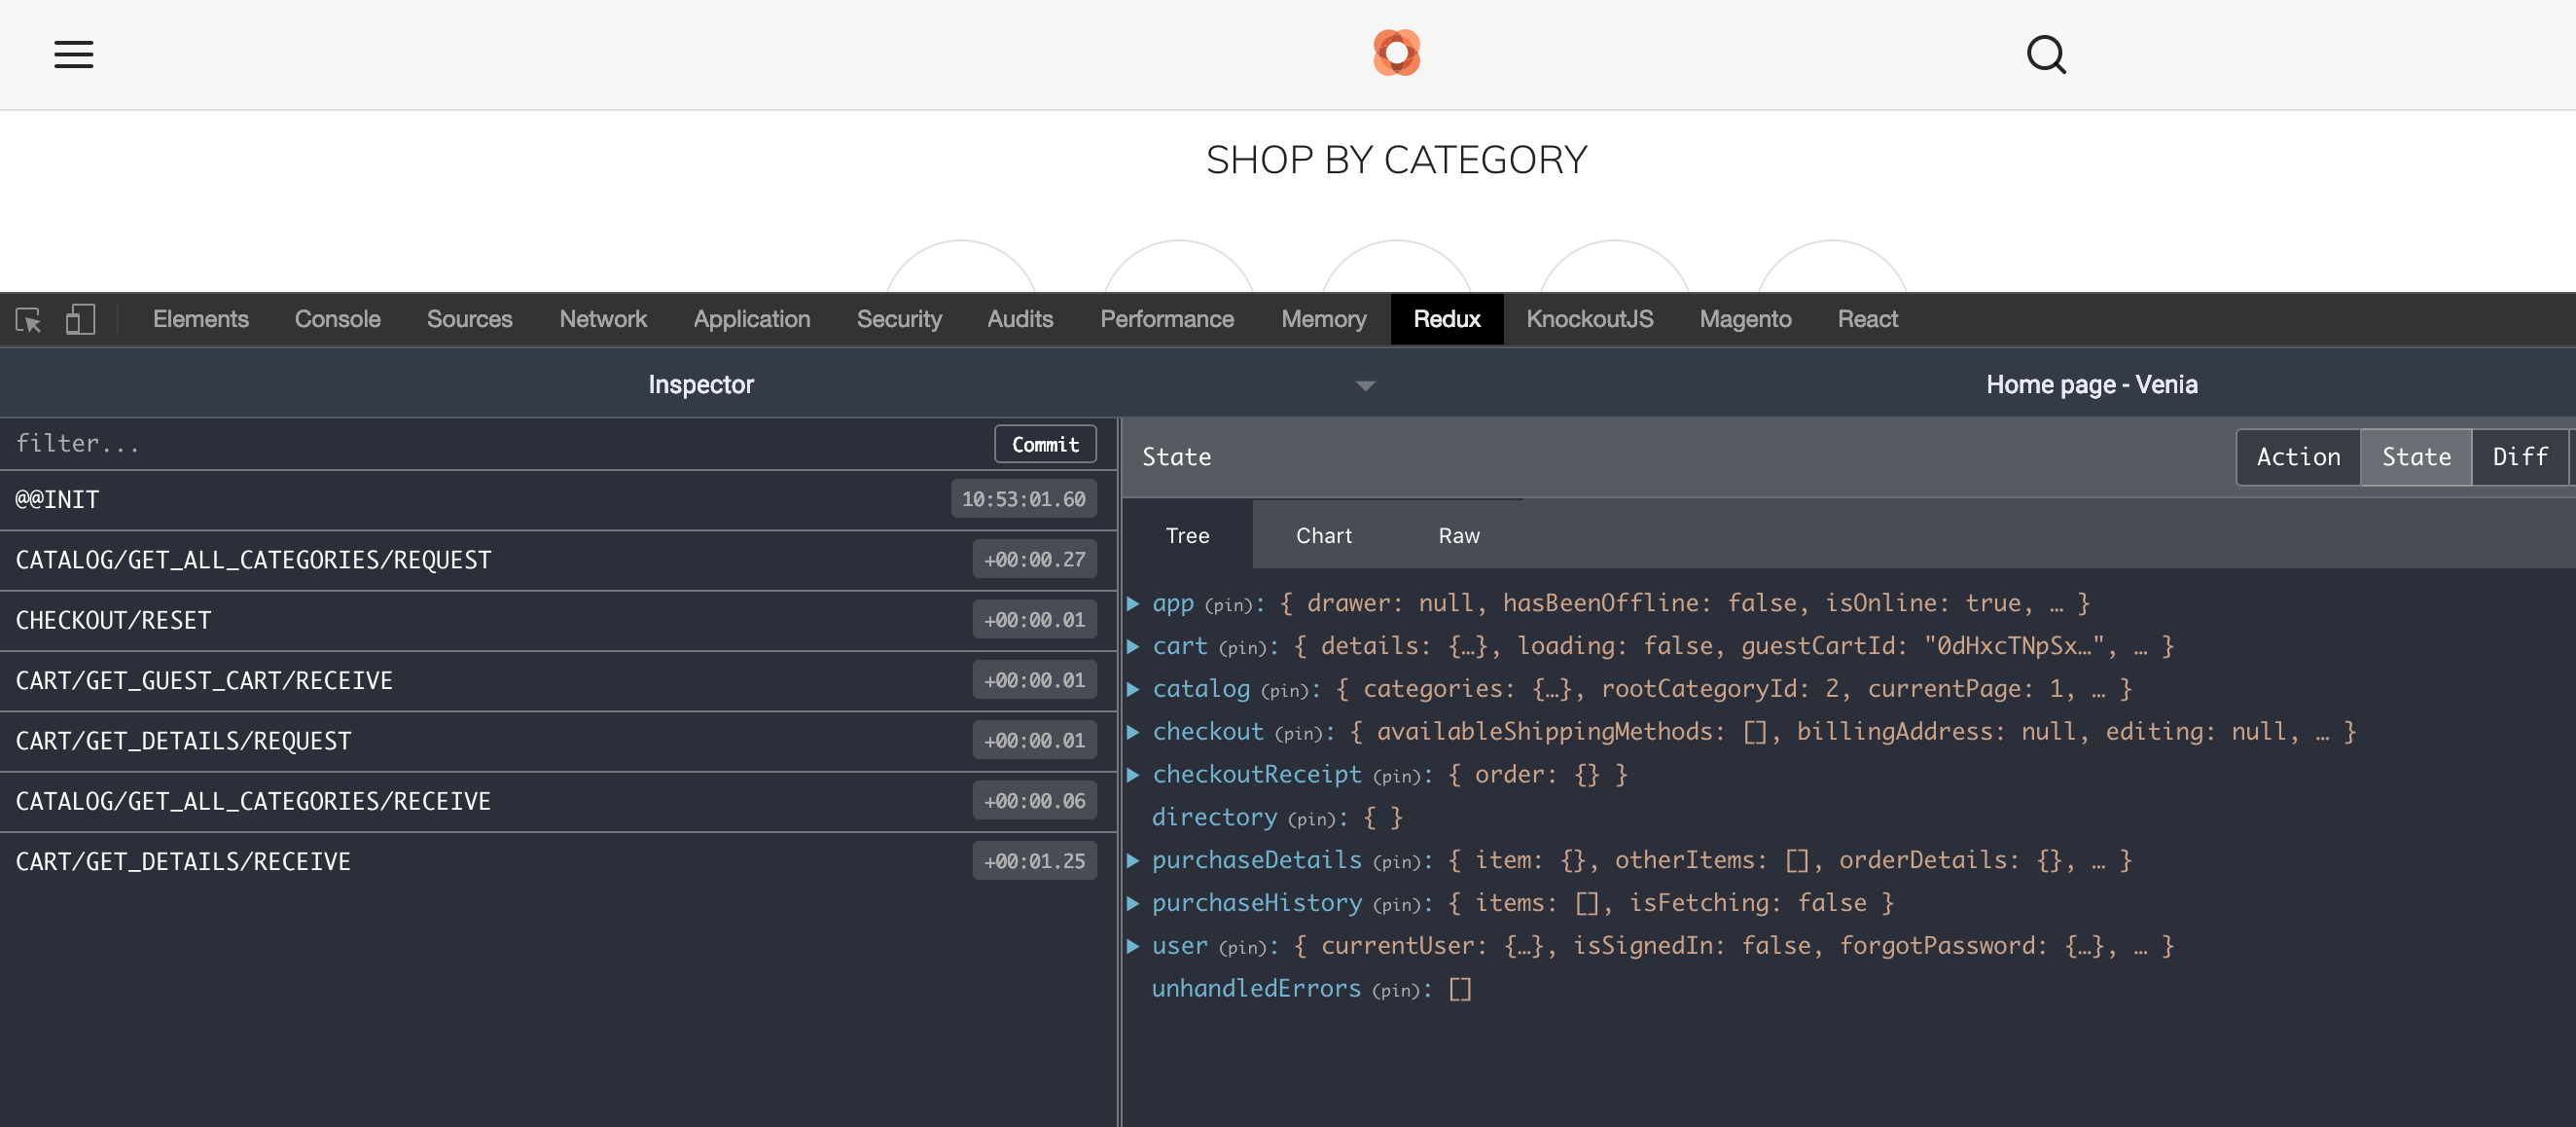 SHOP BY CATEGORY
Elements Console Sources Network Application Security Audits Performance Memory Redux KnockoutJS Magento React
Inspector Home page - Venia
filter... Commit
@@INIT 10:53:01.60
CATALOG/GET_ALL_CATEGORIES/REQUEST +00:00.27
CHECKOUT/RESET +00:00.01
CART/GET_GUEST_CART/RECEIVE +00:00.01
CART/GET_DETAILS/REQUEST +00:00.01
CATALOG/GET_ALL_CATEGORIES/RECEIVE +00:00.06
CART/GET_DETAILS/RECEIVE +00:01.25
State Action State Diff
Tree Chart Raw
app (pin): { drawer: null, hasBeenOffline: false, isOnline: true, … }
cart (pin): { details: {…}, loading: false, guestCartId: "0dHxcTNpSx…", … }
catalog (pin): { categories: {…}, rootCategoryId: 2, currentPage: 1, … }
checkout (pin): { availableShippingMethods: [], billingAddress: null, editing: null, … }
checkoutReceipt (pin): { order: {} }
directory (pin): { }
purchaseDetails (pin): { item: {}, otherItems: [], orderDetails: {}, … }
purchaseHistory (pin): { items: [], isFetching: false }
user (pin): { currentUser: {…}, isSignedIn: false, forgotPassword: {…}, … }
unhandledErrors (pin): []